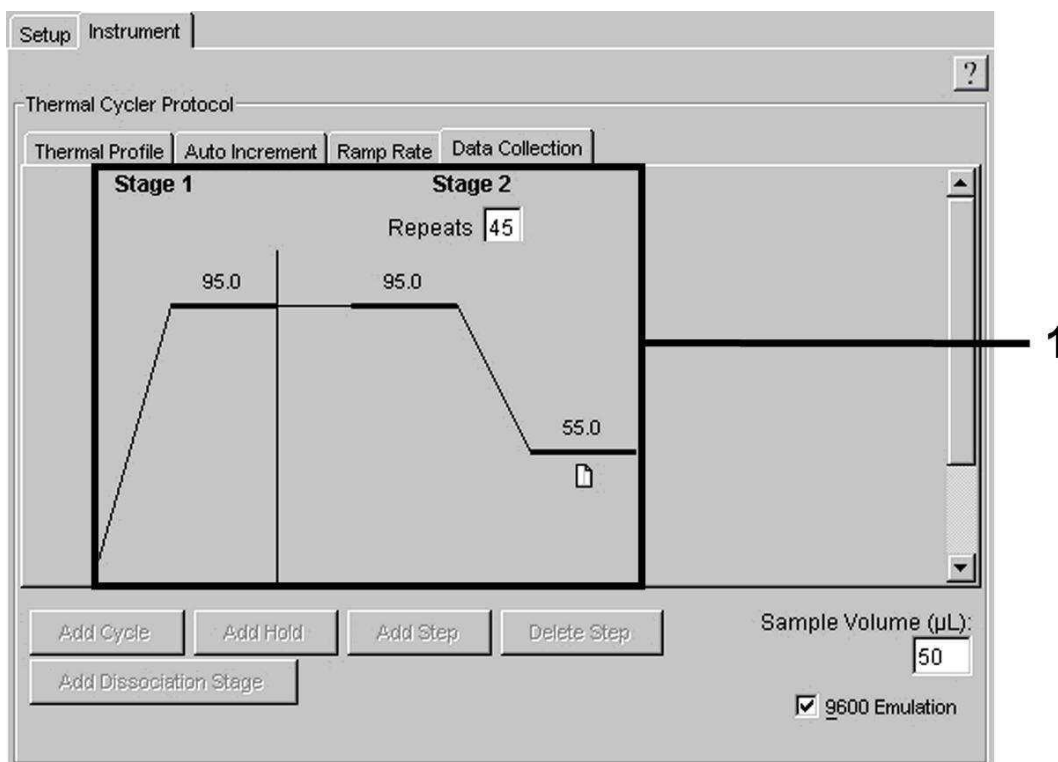 Setup Instrument
?
Thermal Cycler Protocol
Thermal Profile Auto Increment Ramp Rate Data Collection
Stage 1 Stage 2
Repeats 45
95.0 95.0
1
55.0
Add Cycle Add Hold Add Step Delete Step Sample Volume (µL):
50
Add Dissociation Stage
9600 Emulation